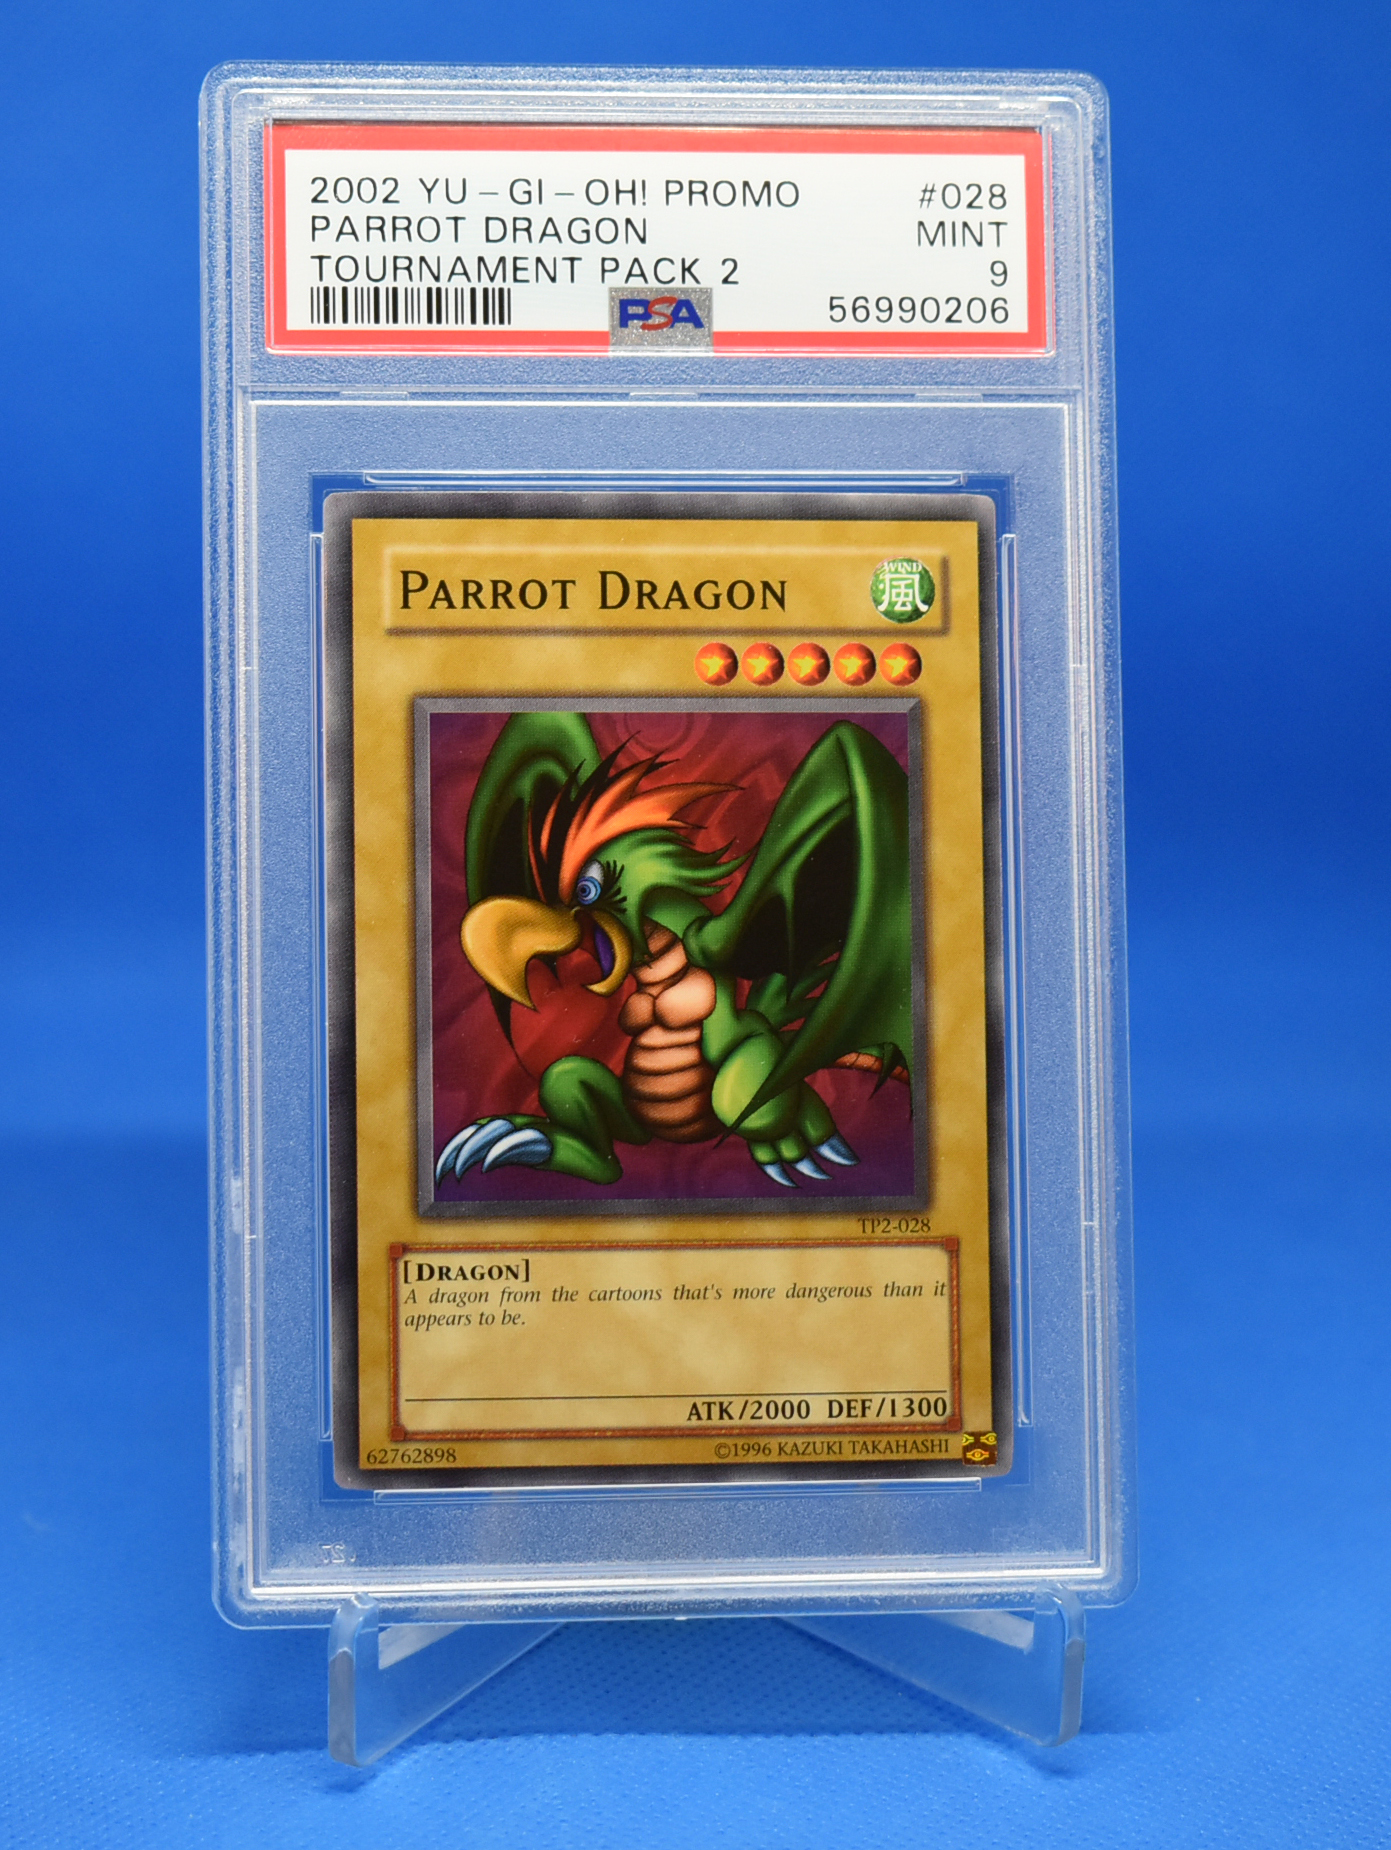 2002 YU-GI-OH! PROMO #028
PARROT DRAGON MINT
TOURNAMENT PACK 2 9
PSA 56990206
PARROT DRAGON
WIND
風
TP2-028
[DRAGON]
A dragon from the cartoons that's more dangerous than it
appears to be.
ATK/2000 DEF/1300
62762898 ©1996 KAZUKI TAKAHASHI